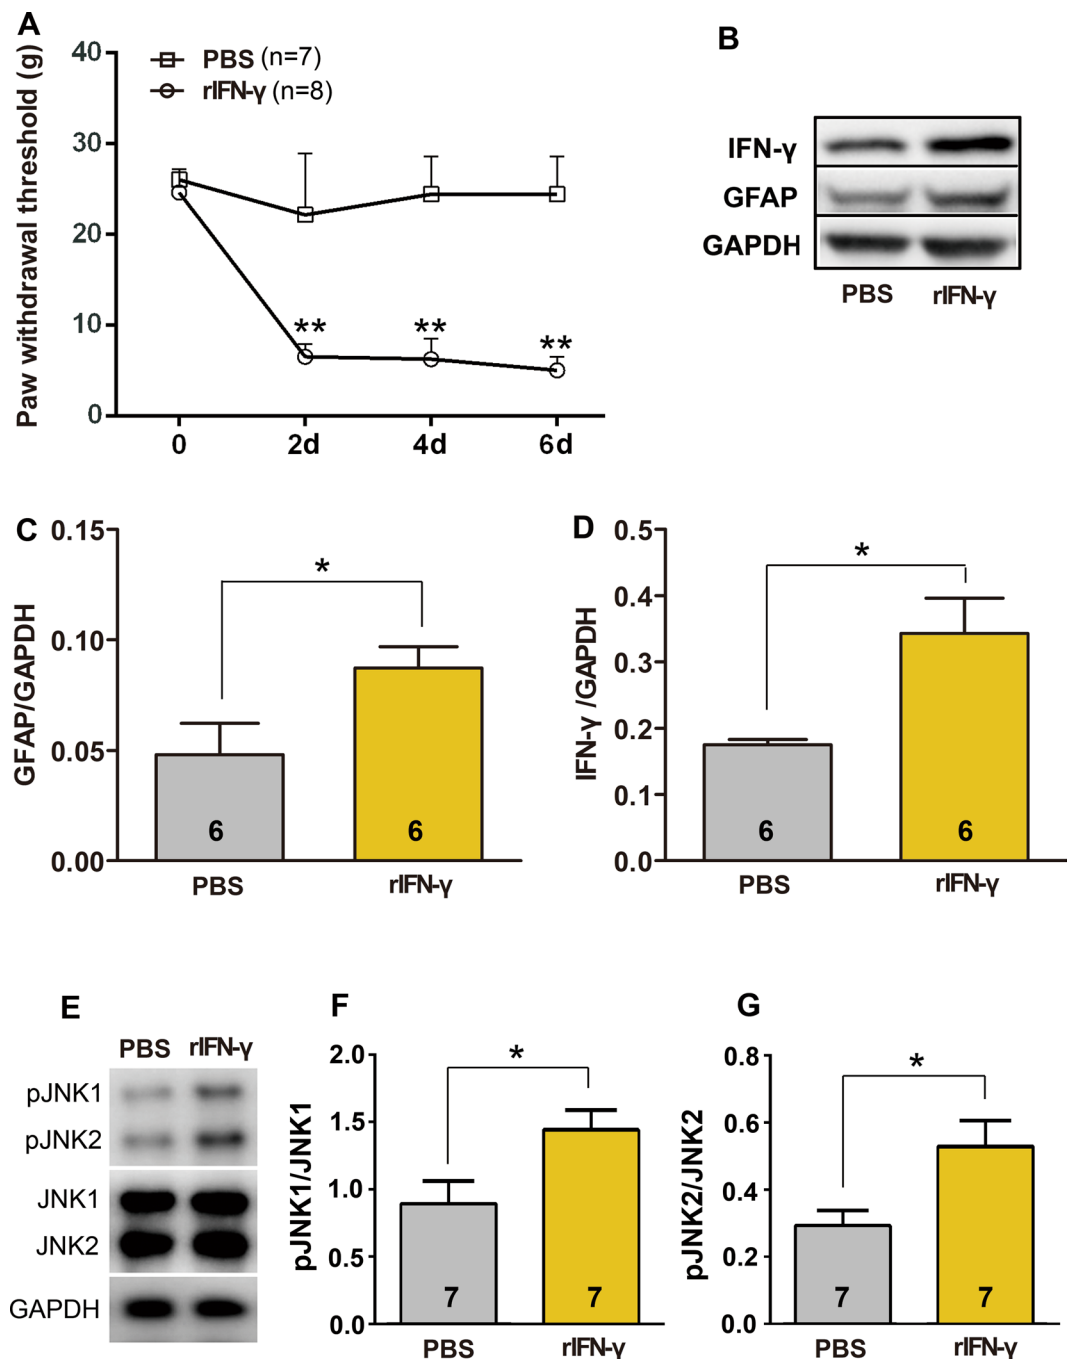 A
Paw withdrawal threshold (g)
40
30
20
10
0
PBS (n=7)
rIFN-γ (n=8)
**
**
**
0 2d 4d 6d
B
IFN-γ
GFAP
GAPDH
PBS rIFN-γ
C
GFAP/GAPDH
0.15
0.10
0.05
0.00
*
6 6
PBS rIFN-γ
D
IFN-γ /GAPDH
0.5
0.4
0.3
0.2
0.1
0.0
*
6 6
PBS rIFN-γ
E
PBS rIFN-γ
pJNK1
pJNK2
JNK1
JNK2
GAPDH
F
pJNK1/JNK1
2.0
1.5
1.0
0.5
0.0
*
7 7
PBS rIFN-γ
G
pJNK2/JNK2
0.8
0.6
0.4
0.2
0.0
*
7 7
PBS rIFN-γ